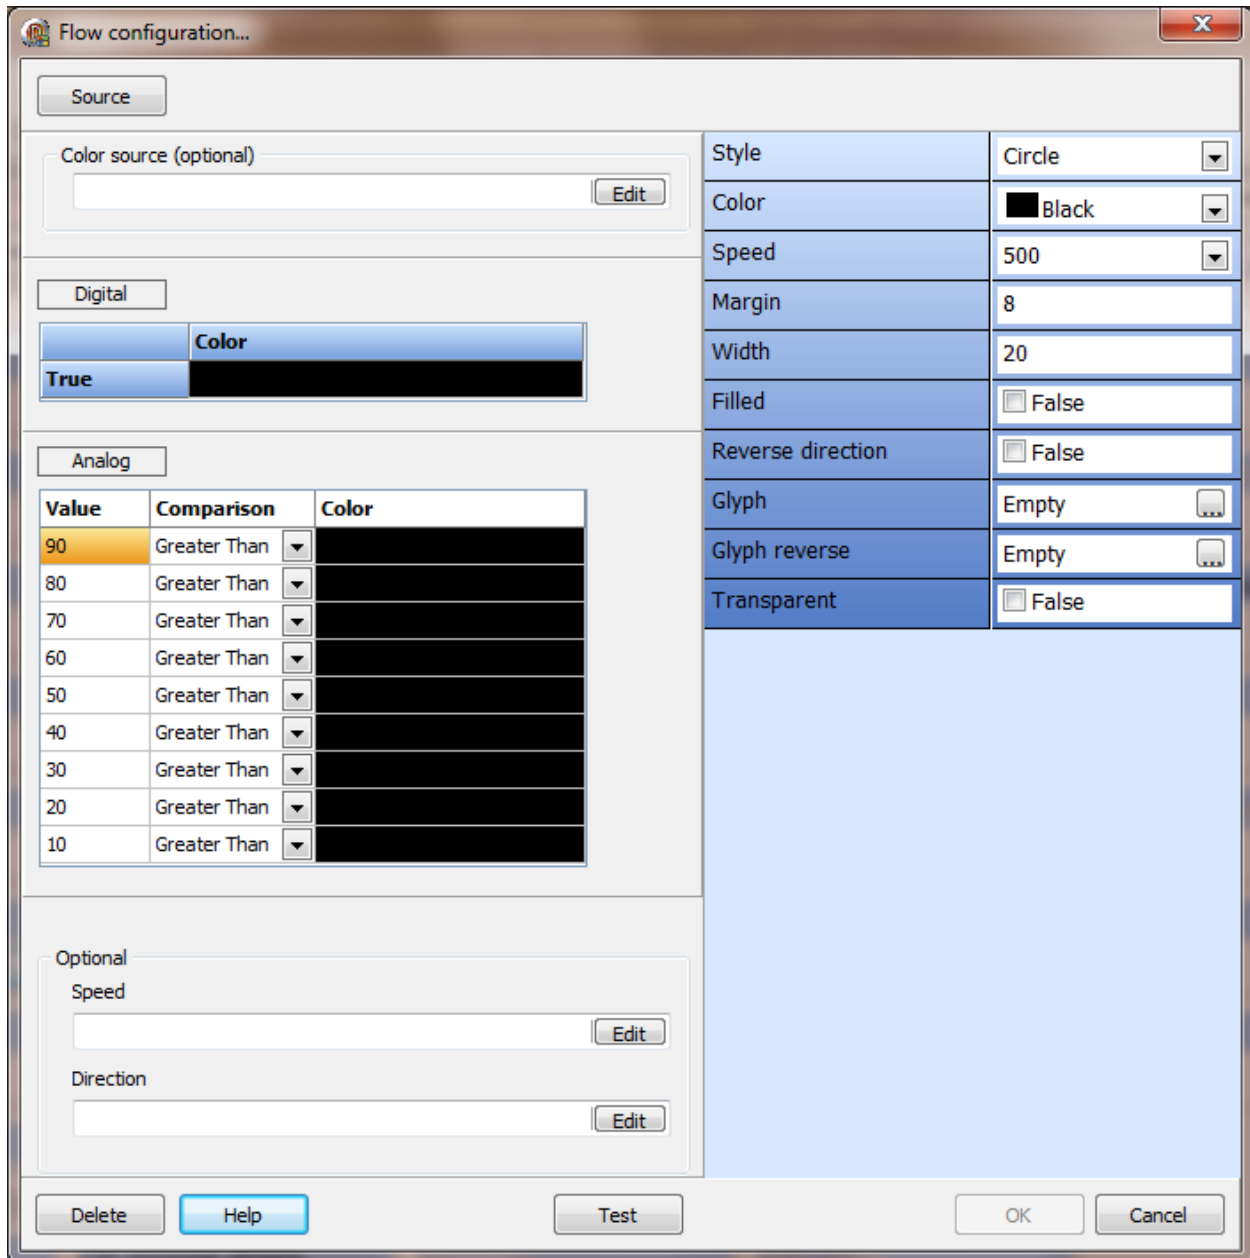 Flow configuration...
Source
Color source (optional)
Edit
Digital
Color
True
Analog
Value Comparison Color
90 Greater Than
80 Greater Than
70 Greater Than
60 Greater Than
50 Greater Than
40 Greater Than
30 Greater Than
20 Greater Than
10 Greater Than
Optional
Speed
Edit
Direction
Edit
Style Circle
Color Black
Speed 500
Margin 8
Width 20
Filled False
Reverse direction False
Glyph Empty ...
Glyph reverse Empty ...
Transparent False
Delete Help Test OK Cancel